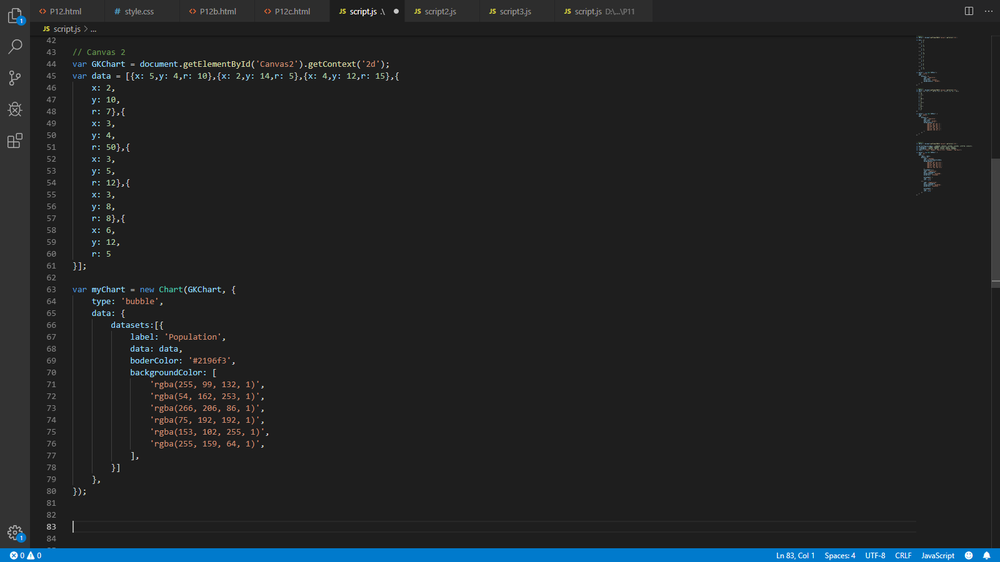 P12.html
style.css
P12b.html
P12c.html
JS script.js .\
JS script2.js
JS script3.js
JS script.js D:\...\P11
JS script.js > ...
1
42
43 // Canvas 2
44 var GKChart = document.getElementById('Canvas2').getContext('2d');
45 var data = [{x: 5,y: 4,r: 10},{x: 2,y: 14,r: 5},{x: 4,y: 12,r: 15},{
46 x: 2,
47 y: 10,
48 r: 7},{
49 x: 3,
50 y: 4,
51 r: 50},{
52 x: 3,
53 y: 5,
54 r: 12},{
55 x: 3,
56 y: 8,
57 r: 8},{
58 x: 6,
59 y: 12,
60 r: 5
61 }];
62
63 var myChart = new Chart(GKChart, {
64 type: 'bubble',
65 data: {
66 datasets:[{
67 label: 'Population',
68 data: data,
69 boderColor: '#2196f3',
70 backgroundColor: [
71 'rgba(255, 99, 132, 1)',
72 'rgba(54, 162, 253, 1)',
73 'rgba(266, 206, 86, 1)',
74 'rgba(75, 192, 192, 1)',
75 'rgba(153, 102, 255, 1)',
76 'rgba(255, 159, 64, 1)',
77 ],
78 }]
79 },
80 });
81
82
83
84
1
0 0
Ln 83, Col 1
Spaces: 4
UTF-8
CRLF
JavaScript